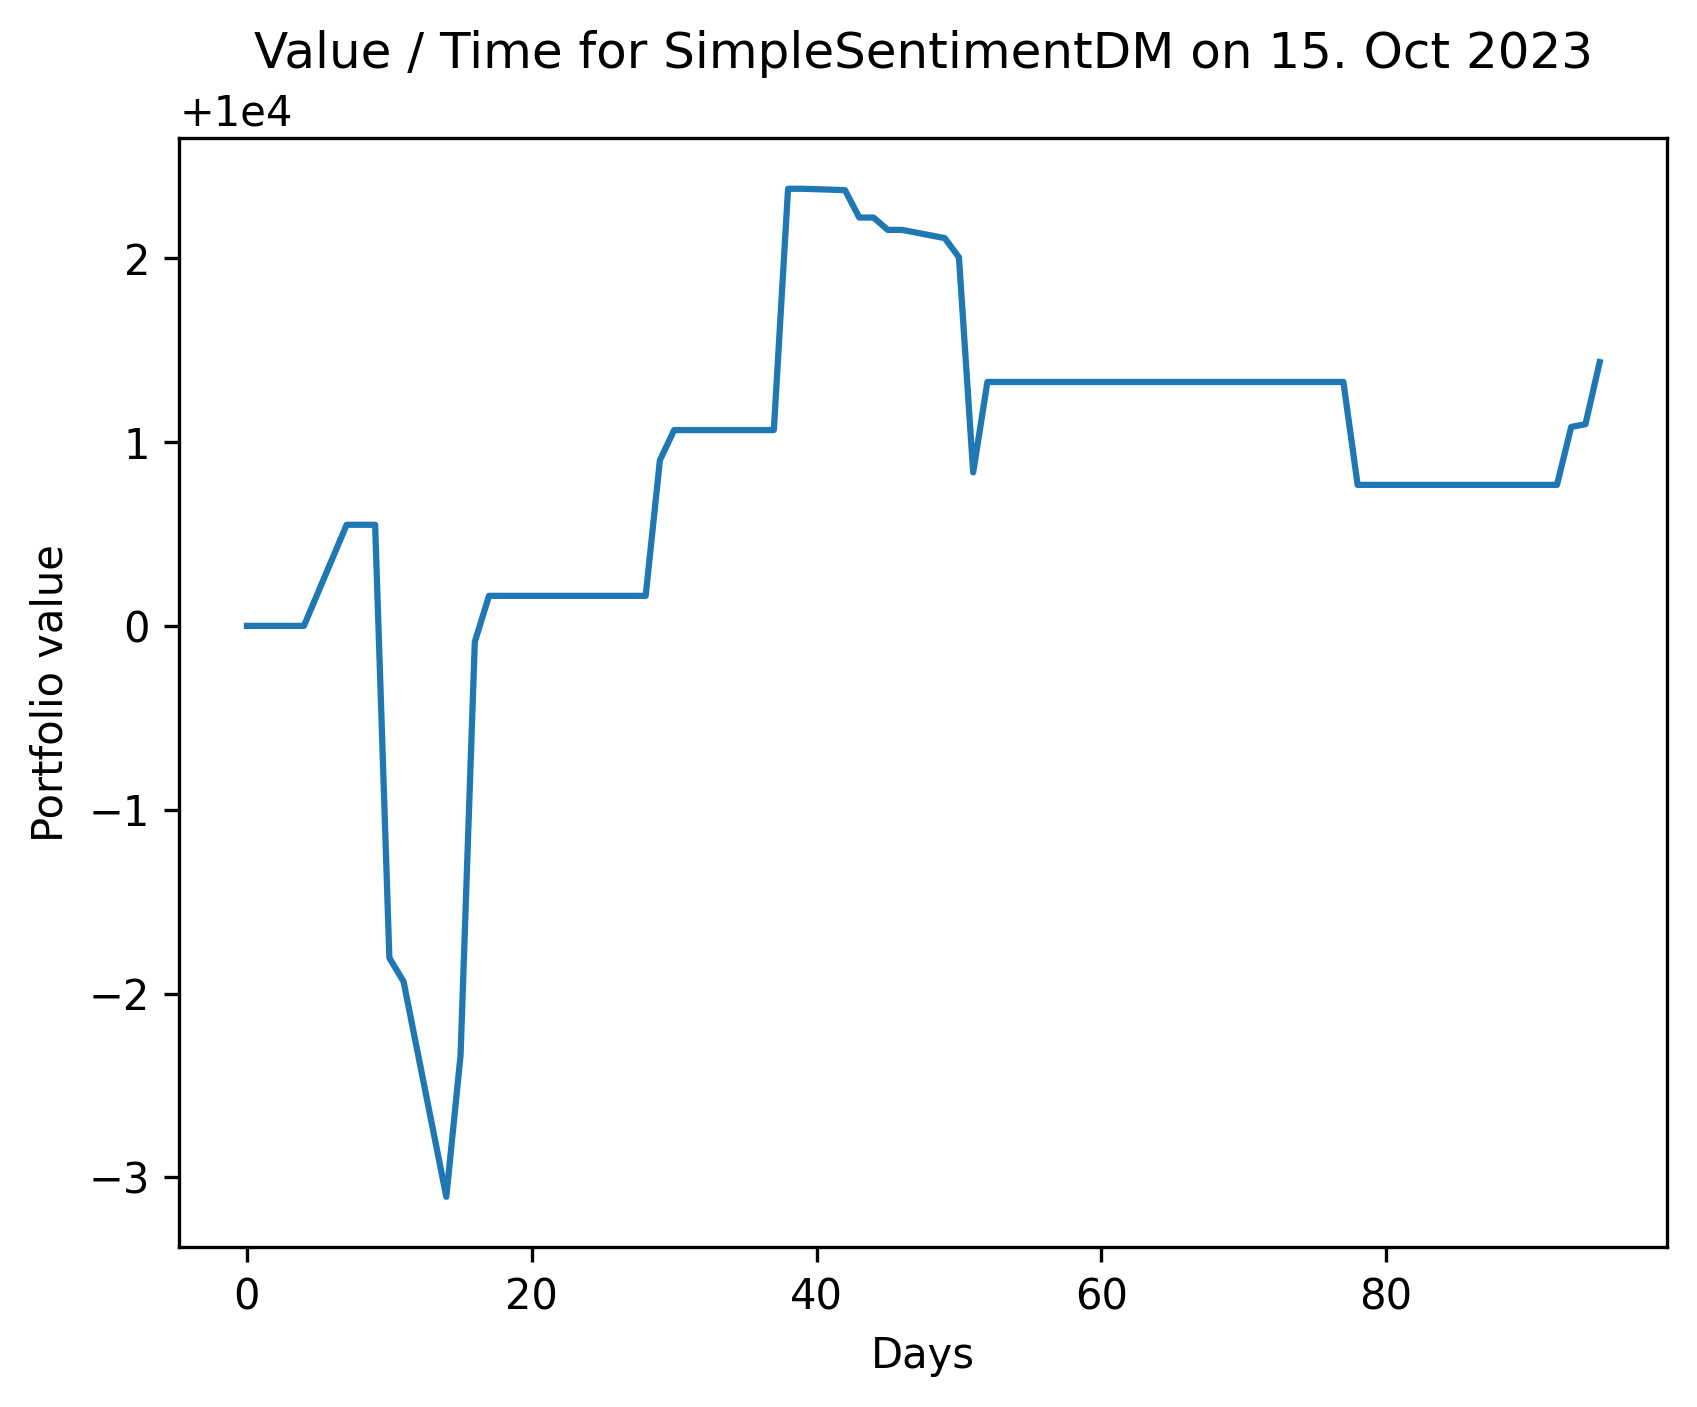 Value / Time for SimpleSentimentDM on 15. Oct 2023
+1e4
2
1
0
−1
−2
−3
Portfolio value
0 20 40 60 80
Days